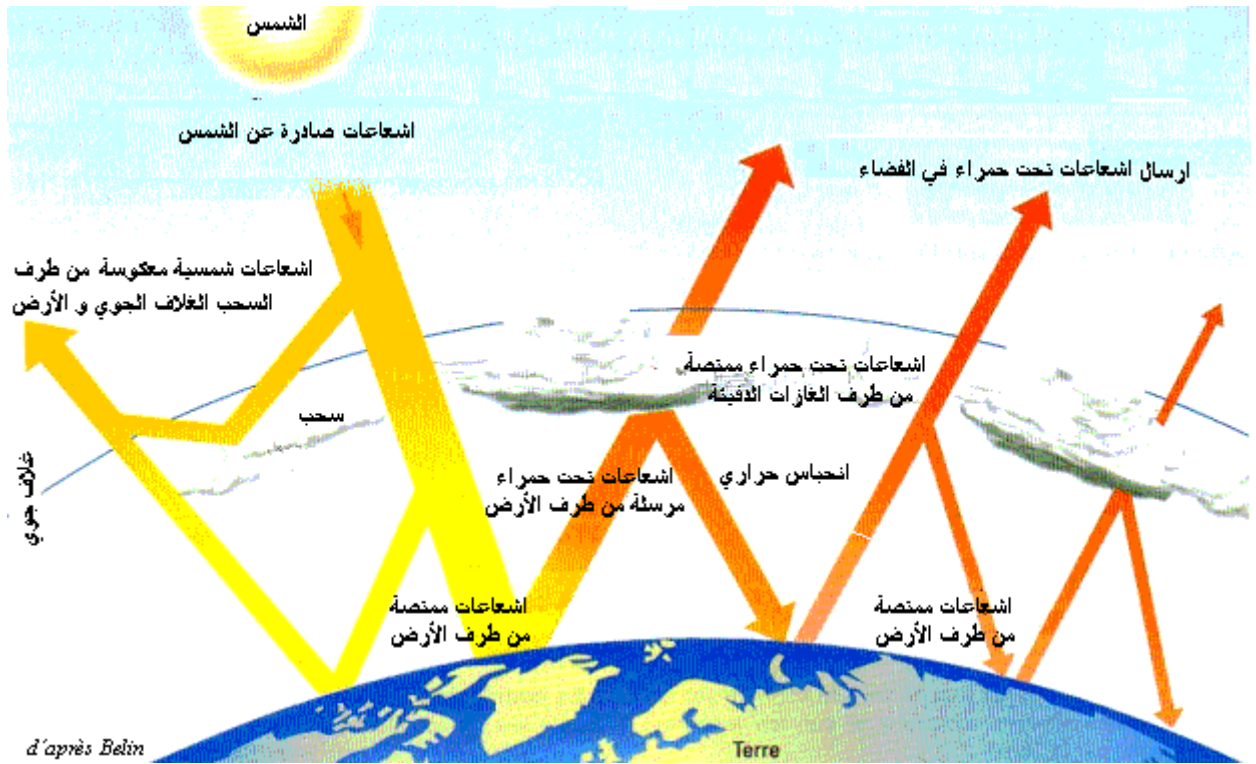 الشمس
اشعاعات صادرة عن الشمس
ارسال اشعاعات تحت حمراء في الفضاء
اشعاعات شمسية معكوسة من طرف
السحب الغلاف الجوي و الأرض
اشعاعات تحت حمراء ممتصة
من طرف الغازات الدفيئة
سحب
غلاف جوي
اشعاعات تحت حمراء
مرسلة من طرف الأرض
انحباس حراري
اشعاعات ممتصة
من طرف الأرض
اشعاعات ممتصة
من طرف الأرض
d'après Belin
Terre